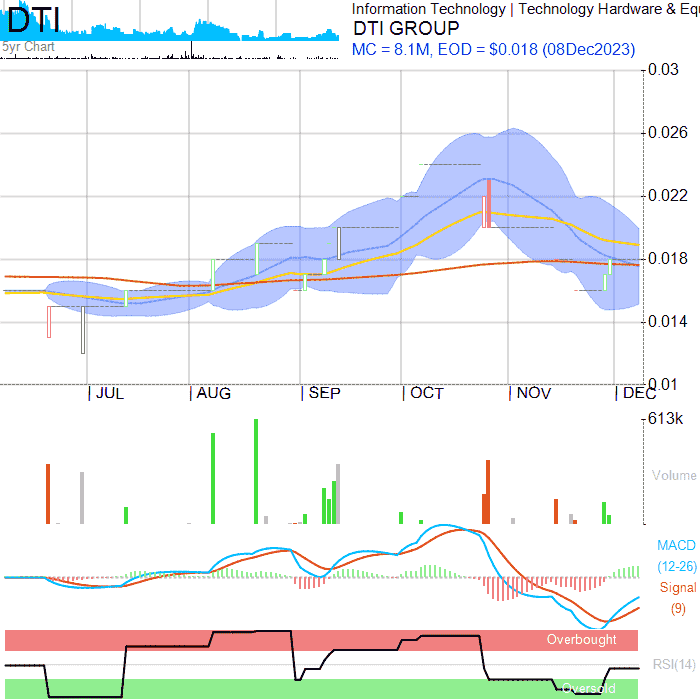 DTI
5yr Chart
Information Technology | Technology Hardware & Equ
DTI GROUP
MC = 8.1M, EOD = $0.018 (08Dec2023)
0.03
0.026
0.022
0.018
0.014
0.01
JUL
AUG
SEP
OCT
NOV
DEC
613k
Volume
MACD
(12-26)
Signal
(9)
Overbought
RSI(14)
Oversold